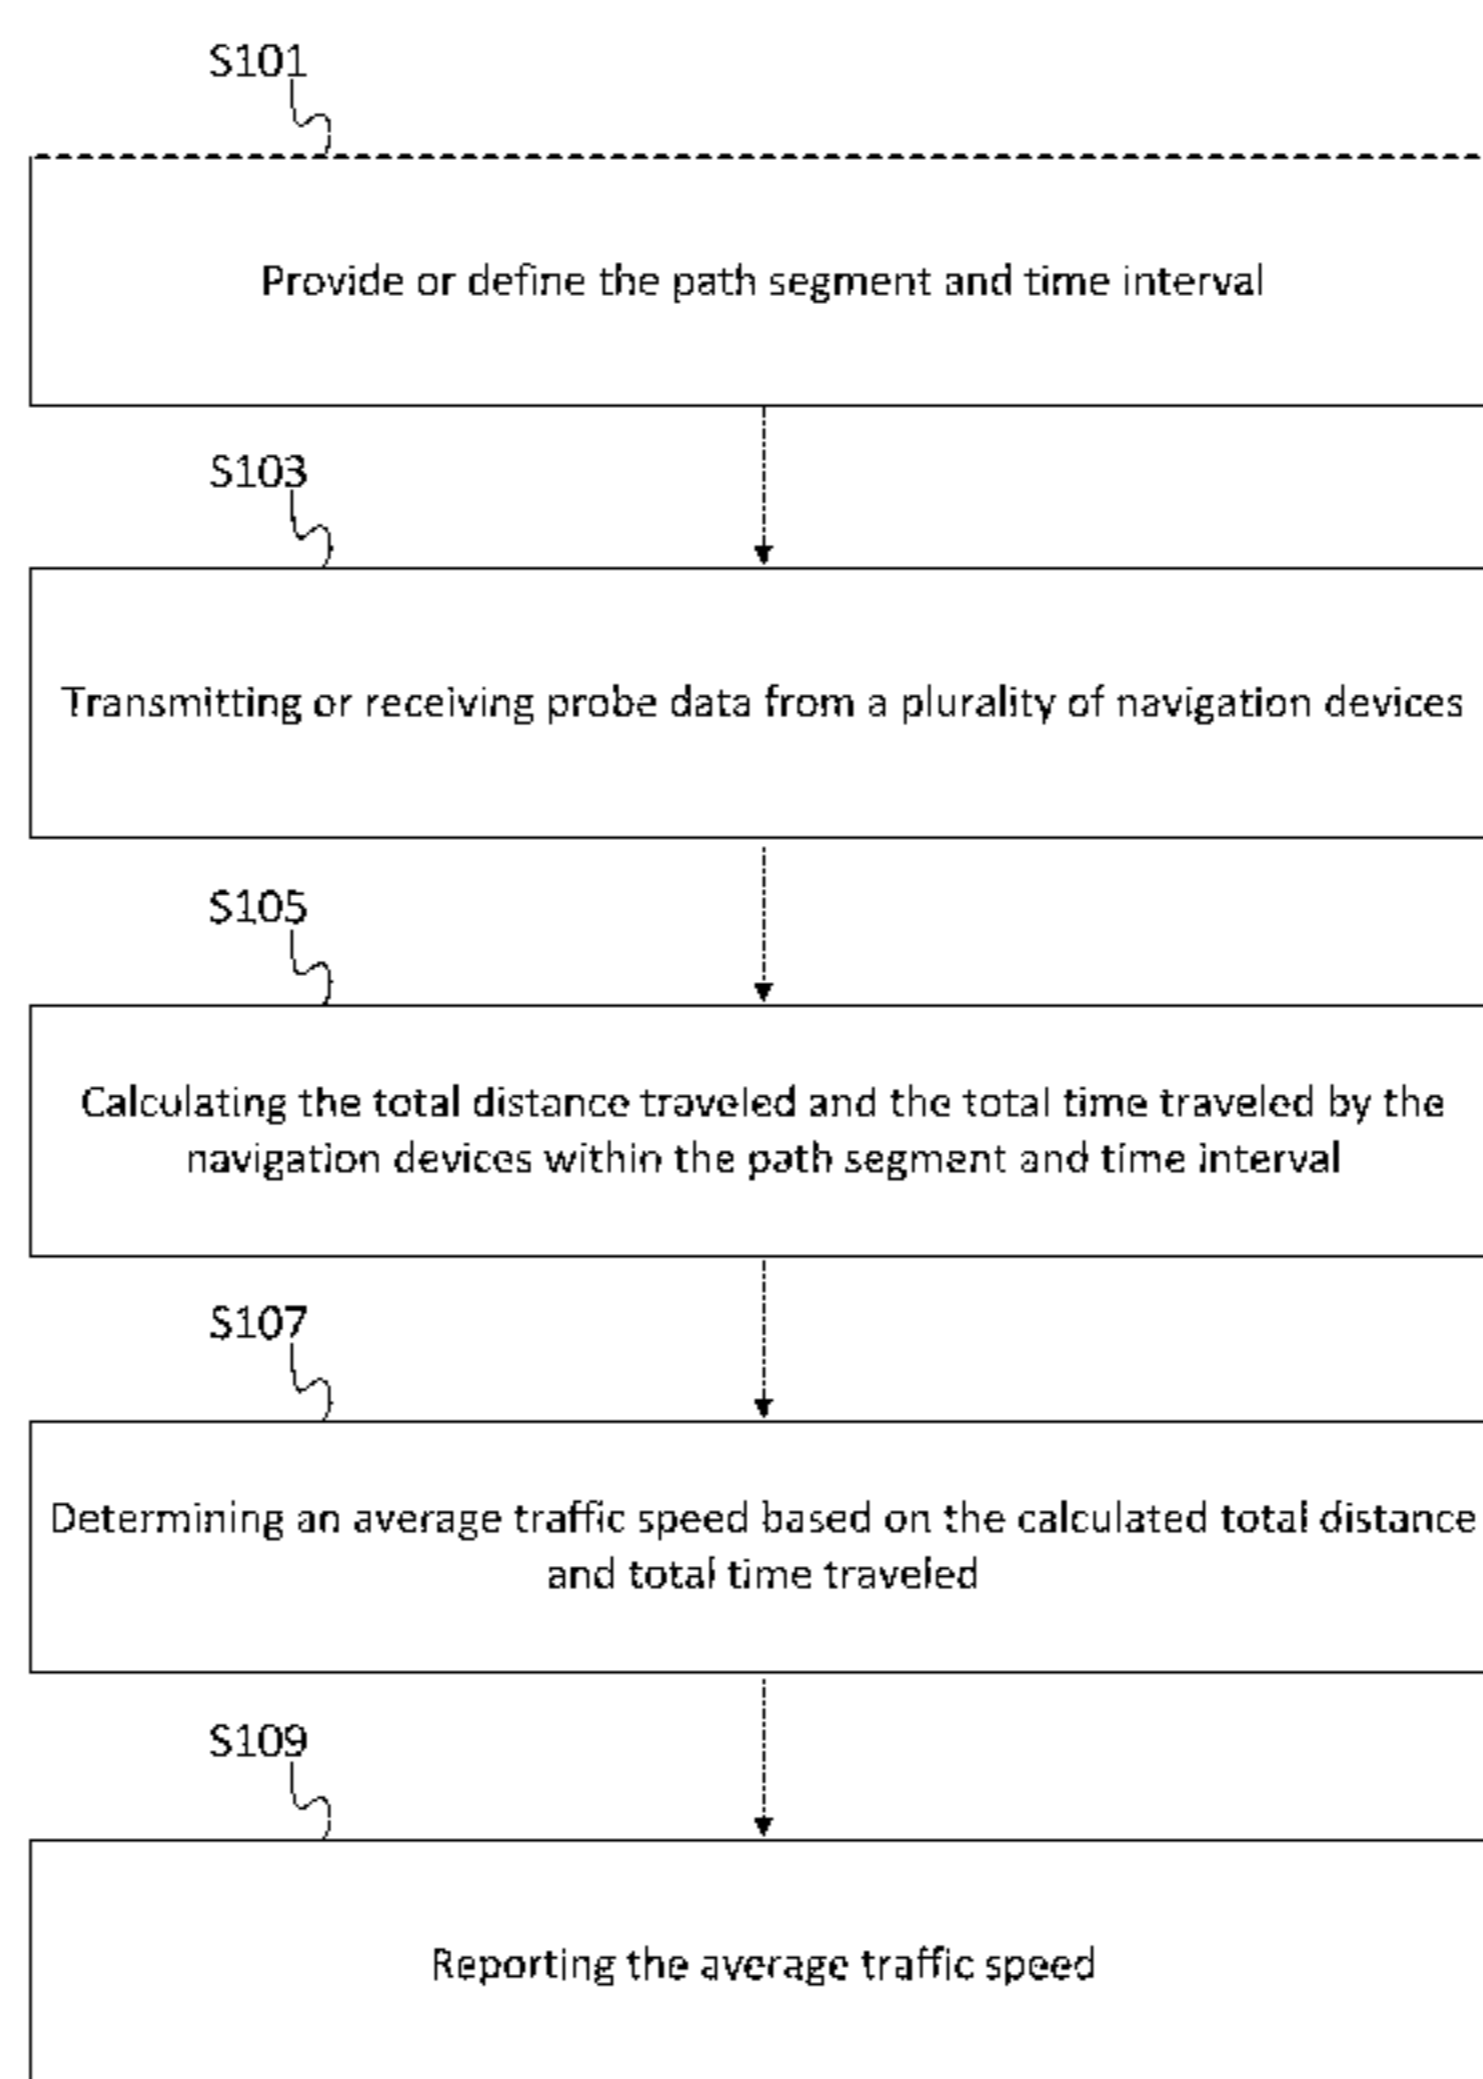 S101
Provide or define the path segment and time interval
S103
Transmitting or receiving probe data from a plurality of navigation devices
S105
Calculating the total distance traveled and the total time traveled by the
navigation devices within the path segment and time interval
S107
Determining an average traffic speed based on the calculated total distance
and total time traveled
S109
Reporting the average traffic speed